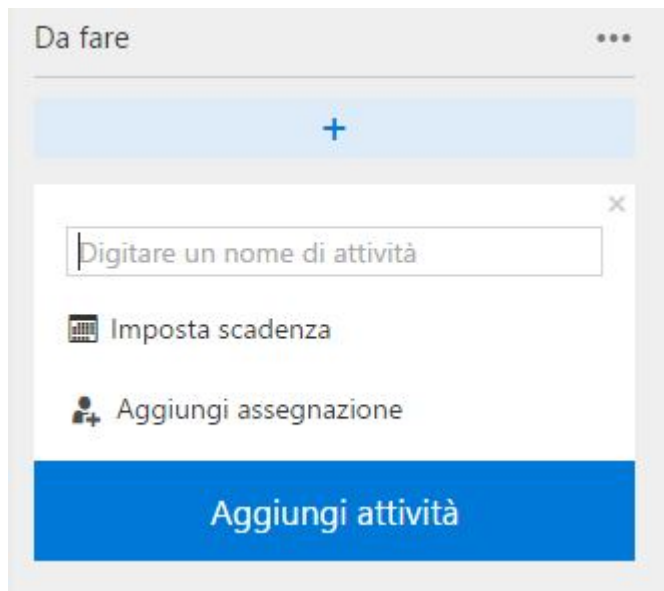 Da fare
+
Digitare un nome di attività
Imposta scadenza
Aggiungi assegnazione
Aggiungi attività